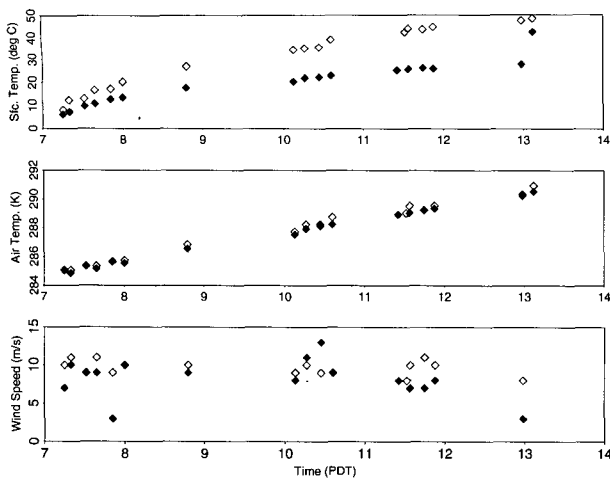 Sfc. Temp. (deg C)
50
40
30
20
10
0
7 8 9 10 11 12 13 14
Air Temp. (K)
292
290
288
286
284
7 8 9 10 11 12 13 14
Wind Speed (m/s)
15
10
5
0
7 8 9 10 11 12 13 14
Time (PDT)